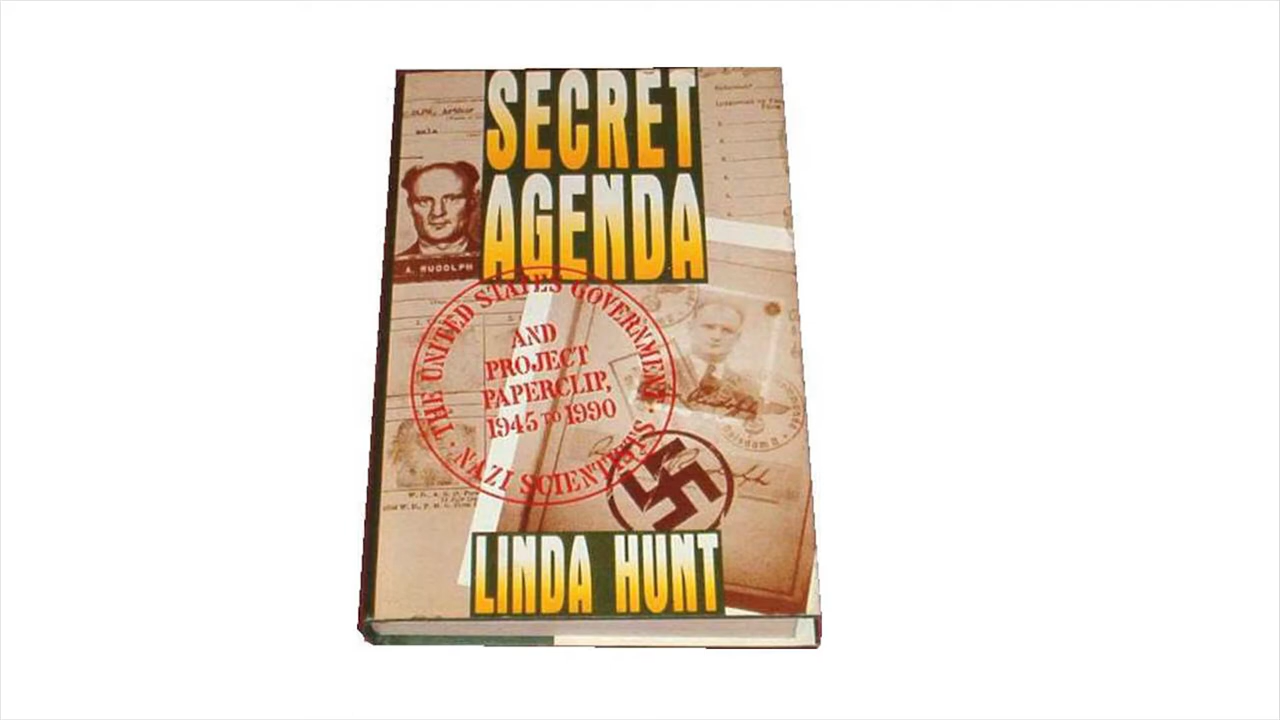 SECRET
AGENDA
A. RUDOLPH
THE UNITED STATES GOVERNMENT
AND
PROJECT
PAPERCLIP,
1945 TO 1990
NAZI SCIENTISTS
LINDA HUNT